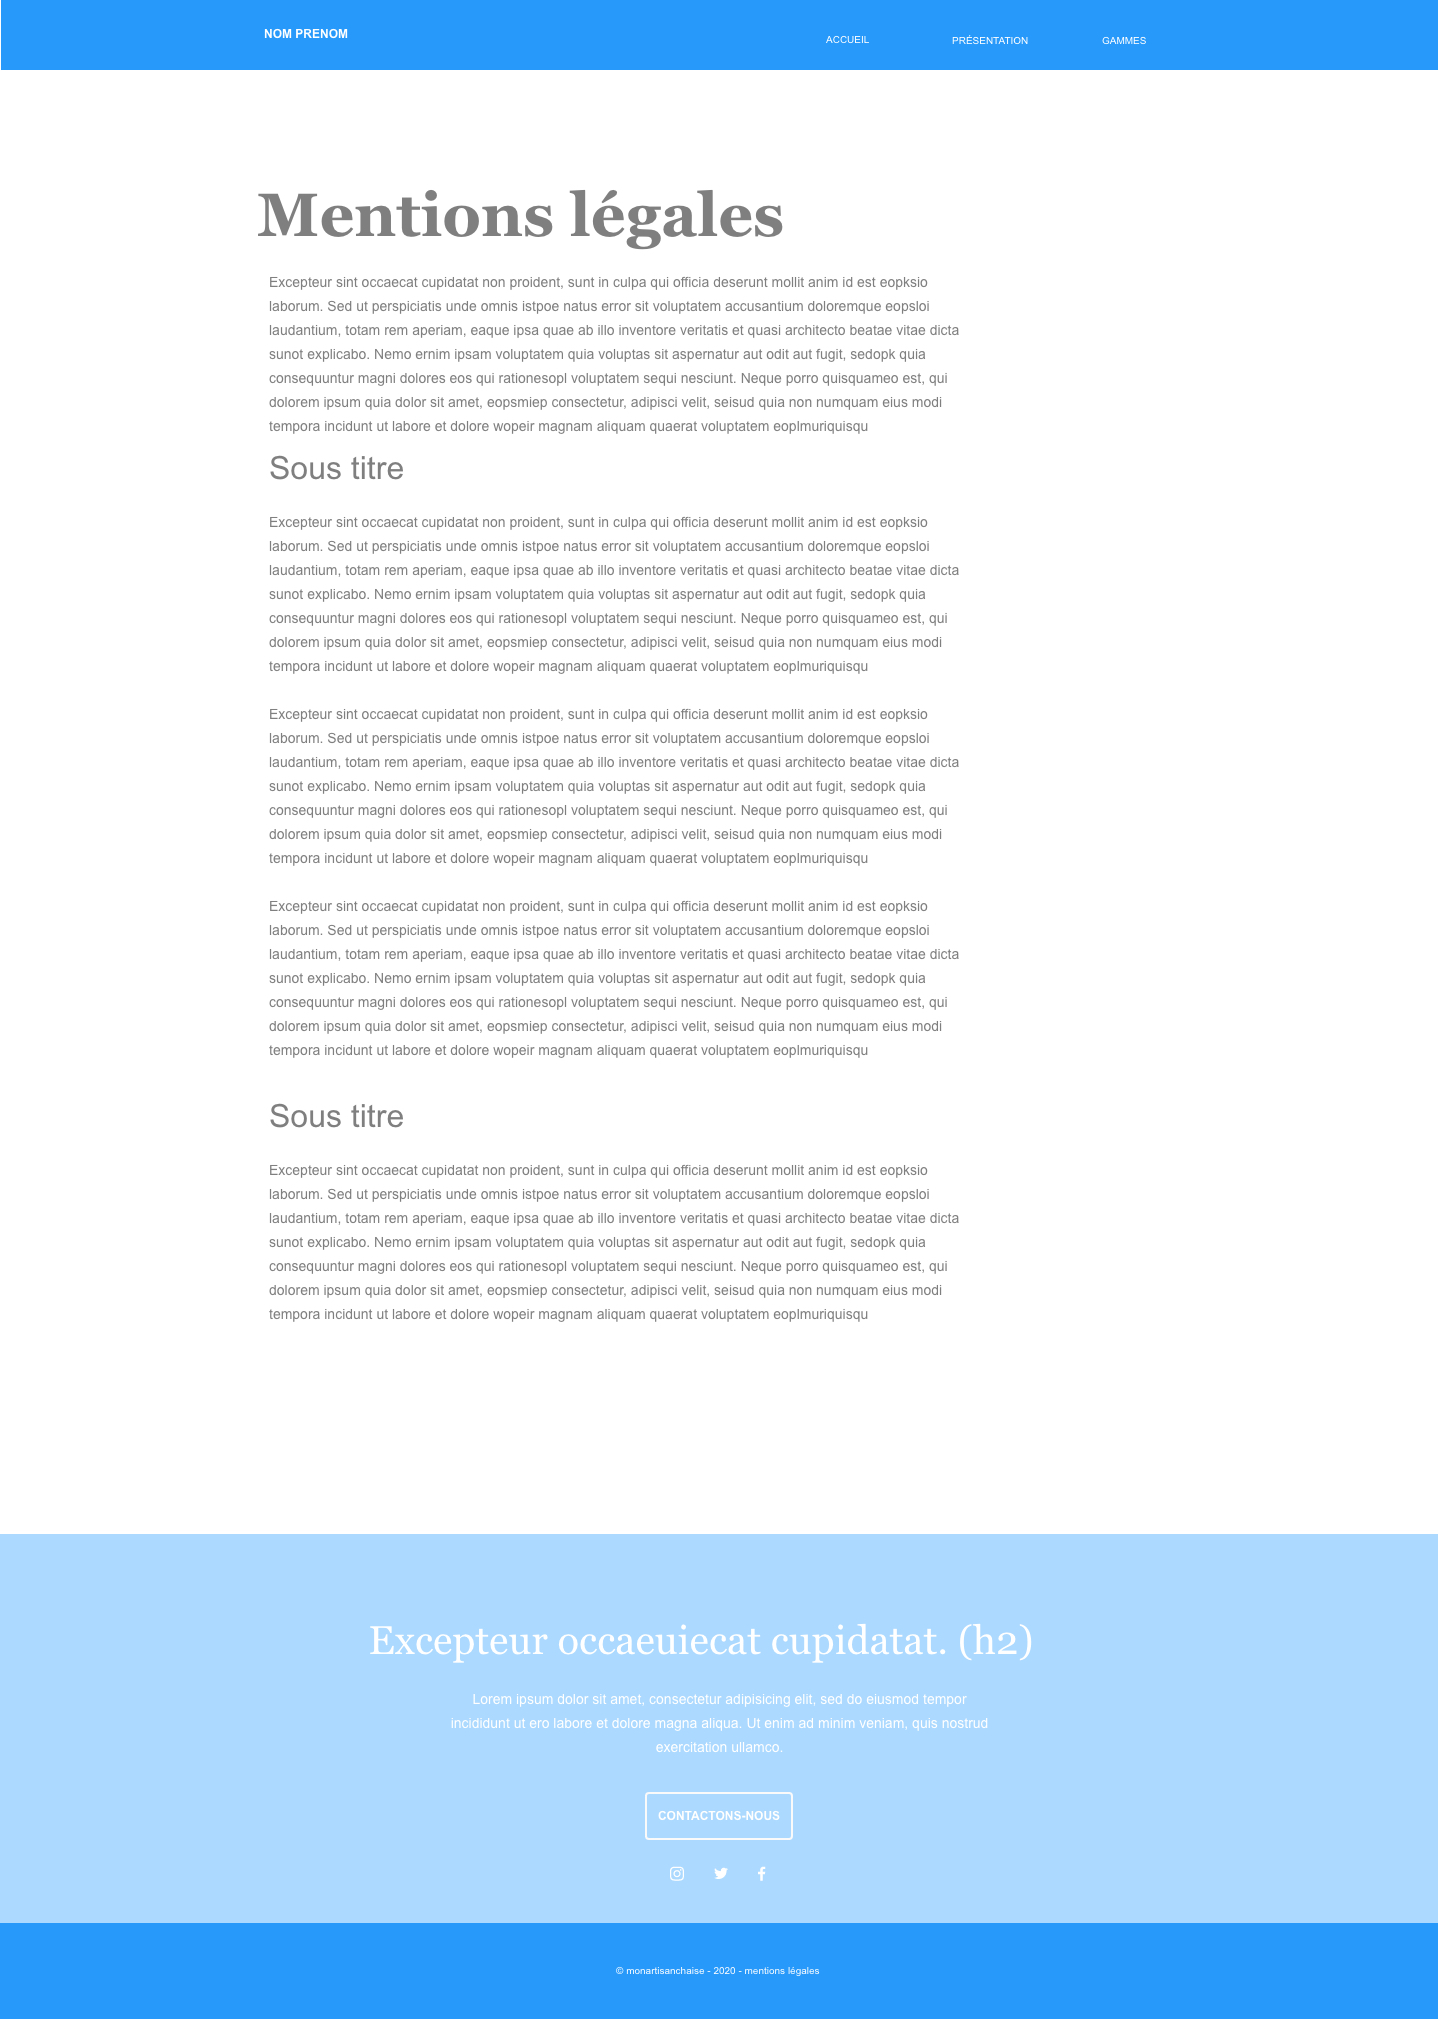 NOM PRENOM
ACCUEIL
PRÉSENTATION
GAMMES
Mentions légales
Excepteur sint occaecat cupidatat non proident, sunt in culpa qui officia deserunt mollit anim id est eopksio
laborum. Sed ut perspiciatis unde omnis istpoe natus error sit voluptatem accusantium doloremque eopsloi
laudantium, totam rem aperiam, eaque ipsa quae ab illo inventore veritatis et quasi architecto beatae vitae dicta
sunot explicabo. Nemo ernim ipsam voluptatem quia voluptas sit aspernatur aut odit aut fugit, sedopk quia
consequuntur magni dolores eos qui rationesopl voluptatem sequi nesciunt. Neque porro quisquameo est, qui
dolorem ipsum quia dolor sit amet, eopsmiep consectetur, adipisci velit, seisud quia non numquam eius modi
tempora incidunt ut labore et dolore wopeir magnam aliquam quaerat voluptatem eoplmuriquisqu
Sous titre
Excepteur sint occaecat cupidatat non proident, sunt in culpa qui officia deserunt mollit anim id est eopksio
laborum. Sed ut perspiciatis unde omnis istpoe natus error sit voluptatem accusantium doloremque eopsloi
laudantium, totam rem aperiam, eaque ipsa quae ab illo inventore veritatis et quasi architecto beatae vitae dicta
sunot explicabo. Nemo ernim ipsam voluptatem quia voluptas sit aspernatur aut odit aut fugit, sedopk quia
consequuntur magni dolores eos qui rationesopl voluptatem sequi nesciunt. Neque porro quisquameo est, qui
dolorem ipsum quia dolor sit amet, eopsmiep consectetur, adipisci velit, seisud quia non numquam eius modi
tempora incidunt ut labore et dolore wopeir magnam aliquam quaerat voluptatem eoplmuriquisqu
Excepteur sint occaecat cupidatat non proident, sunt in culpa qui officia deserunt mollit anim id est eopksio
laborum. Sed ut perspiciatis unde omnis istpoe natus error sit voluptatem accusantium doloremque eopsloi
laudantium, totam rem aperiam, eaque ipsa quae ab illo inventore veritatis et quasi architecto beatae vitae dicta
sunot explicabo. Nemo ernim ipsam voluptatem quia voluptas sit aspernatur aut odit aut fugit, sedopk quia
consequuntur magni dolores eos qui rationesopl voluptatem sequi nesciunt. Neque porro quisquameo est, qui
dolorem ipsum quia dolor sit amet, eopsmiep consectetur, adipisci velit, seisud quia non numquam eius modi
tempora incidunt ut labore et dolore wopeir magnam aliquam quaerat voluptatem eoplmuriquisqu
Excepteur sint occaecat cupidatat non proident, sunt in culpa qui officia deserunt mollit anim id est eopksio
laborum. Sed ut perspiciatis unde omnis istpoe natus error sit voluptatem accusantium doloremque eopsloi
laudantium, totam rem aperiam, eaque ipsa quae ab illo inventore veritatis et quasi architecto beatae vitae dicta
sunot explicabo. Nemo ernim ipsam voluptatem quia voluptas sit aspernatur aut odit aut fugit, sedopk quia
consequuntur magni dolores eos qui rationesopl voluptatem sequi nesciunt. Neque porro quisquameo est, qui
dolorem ipsum quia dolor sit amet, eopsmiep consectetur, adipisci velit, seisud quia non numquam eius modi
tempora incidunt ut labore et dolore wopeir magnam aliquam quaerat voluptatem eoplmuriquisqu
Sous titre
Excepteur sint occaecat cupidatat non proident, sunt in culpa qui officia deserunt mollit anim id est eopksio
laborum. Sed ut perspiciatis unde omnis istpoe natus error sit voluptatem accusantium doloremque eopsloi
laudantium, totam rem aperiam, eaque ipsa quae ab illo inventore veritatis et quasi architecto beatae vitae dicta
sunot explicabo. Nemo ernim ipsam voluptatem quia voluptas sit aspernatur aut odit aut fugit, sedopk quia
consequuntur magni dolores eos qui rationesopl voluptatem sequi nesciunt. Neque porro quisquameo est, qui
dolorem ipsum quia dolor sit amet, eopsmiep consectetur, adipisci velit, seisud quia non numquam eius modi
tempora incidunt ut labore et dolore wopeir magnam aliquam quaerat voluptatem eoplmuriquisqu
Excepteur occaeuiecat cupidatat. (h2)
Lorem ipsum dolor sit amet, consectetur adipisicing elit, sed do eiusmod tempor
incididunt ut ero labore et dolore magna aliqua. Ut enim ad minim veniam, quis nostrud
exercitation ullamco.
CONTACTONS-NOUS
© monartisanchaise - 2020 - mentions légales